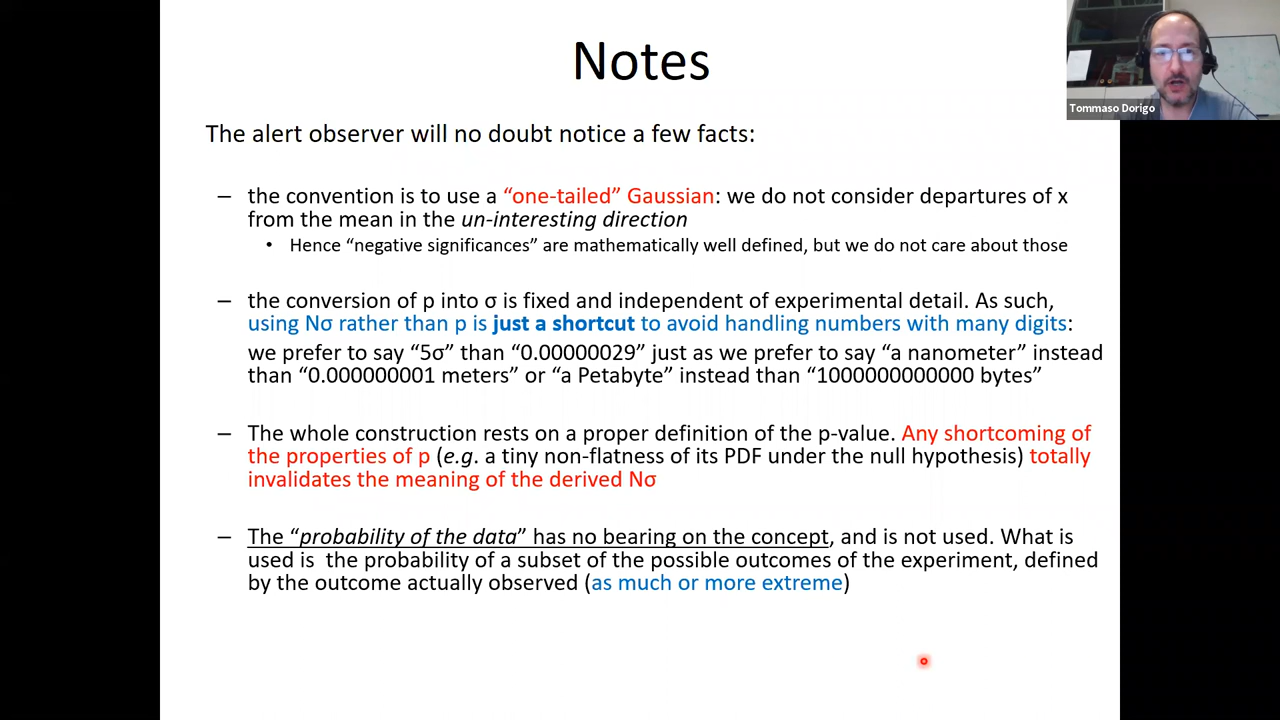 Notes
Tommaso Dorigo
The alert observer will no doubt notice a few facts:
– the convention is to use a “one-tailed” Gaussian: we do not consider departures of x
from the mean in the un-interesting direction
• Hence “negative significances” are mathematically well defined, but we do not care about those
– the conversion of p into σ is fixed and independent of experimental detail. As such,
using Nσ rather than p is just a shortcut to avoid handling numbers with many digits:
we prefer to say “5σ” than “0.00000029” just as we prefer to say “a nanometer” instead
than “0.000000001 meters” or “a Petabyte” instead than “1000000000000 bytes”
– The whole construction rests on a proper definition of the p-value. Any shortcoming of
the properties of p (e.g. a tiny non-flatness of its PDF under the null hypothesis) totally
invalidates the meaning of the derived Nσ
– The “probability of the data” has no bearing on the concept, and is not used. What is
used is the probability of a subset of the possible outcomes of the experiment, defined
by the outcome actually observed (as much or more extreme)